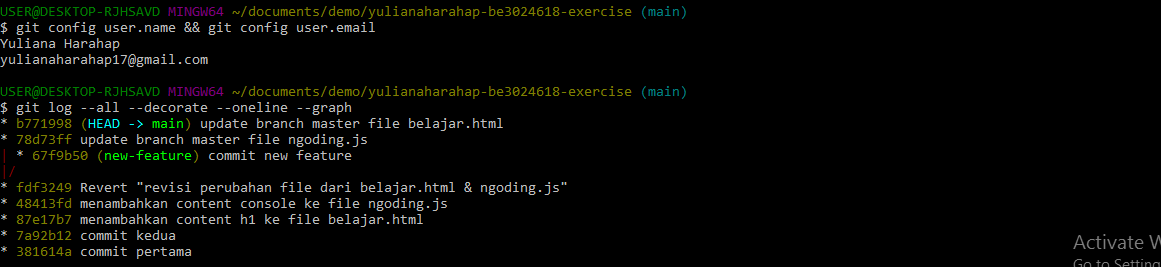 USER@DESKTOP-RJHSAVD MINGW64 ~/documents/demo/yulianaharahap-be3024618-exercise (main)
$ git config user.name && git config user.email
Yuliana Harahap
yulianaharahap17@gmail.com
USER@DESKTOP-RJHSAVD MINGW64 ~/documents/demo/yulianaharahap-be3024618-exercise (main)
$ git log --all --decorate --oneline --graph
* b771998 (HEAD -> main) update branch master file belajar.html
* 78d73ff update branch master file ngoding.js
| * 67f9b50 (new-feature) commit new feature
|/
* fdf3249 Revert "revisi perubahan file dari belajar.html & ngoding.js"
* 48413fd menambahkan content console ke file ngoding.js
* 87e17b7 menambahkan content h1 ke file belajar.html
* 7a92b12 commit kedua
* 381614a commit pertama
Activate W
Go to Setting